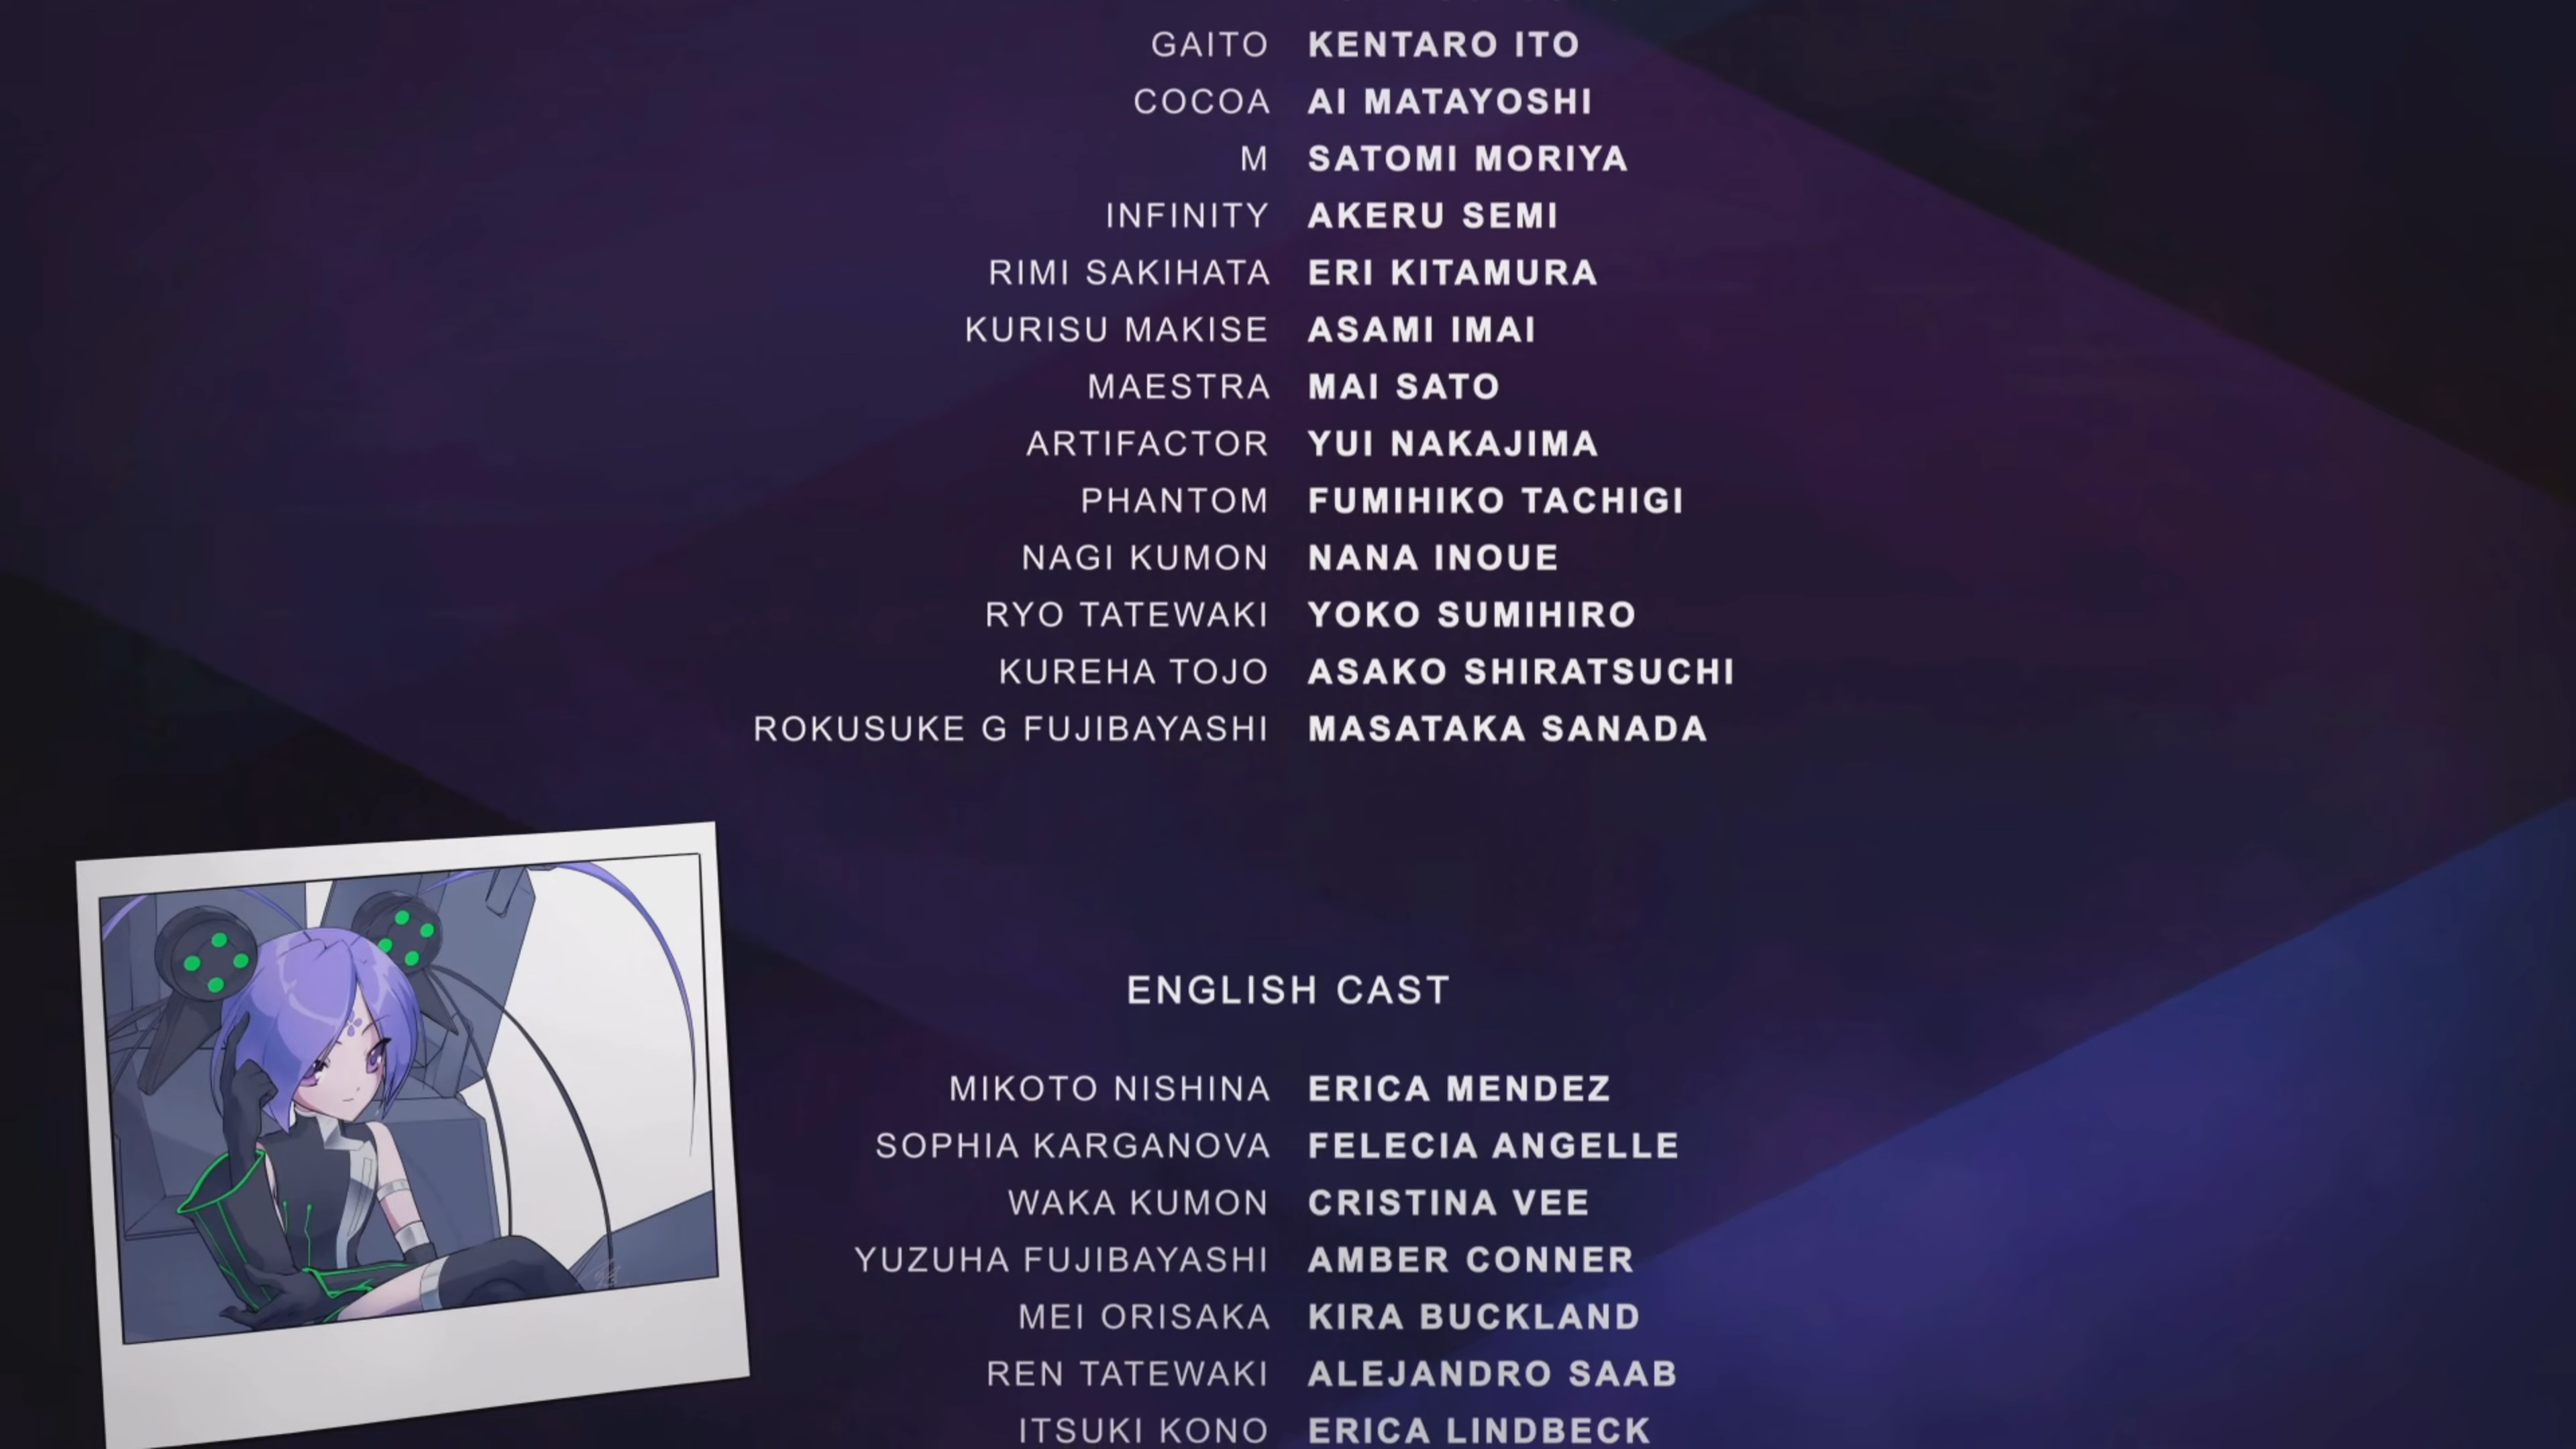 GAITO KENTARO ITO
COCOA AI MATAYOSHI
M SATOMI MORIYA
INFINITY AKERU SEMI
RIMI SAKIHATA ERI KITAMURA
KURISU MAKISE ASAMI IMAI
MAESTRA MAI SATO
ARTIFACTOR YUI NAKAJIMA
PHANTOM FUMIHIKO TACHIGI
NAGI KUMON NANA INOUE
RYO TATEWAKI YOKO SUMIHIRO
KUREHA TOJO ASAKO SHIRATSUCHI
ROKUSUKE G FUJIBAYASHI MASATAKA SANADA
ENGLISH CAST
MIKOTO NISHINA ERICA MENDEZ
SOPHIA KARGANOVA FELECIA ANGELLE
WAKA KUMON CRISTINA VEE
YUZUHA FUJIBAYASHI AMBER CONNER
MEI ORISAKA KIRA BUCKLAND
REN TATEWAKI ALEJANDRO SAAB
ITSUKI KONO ERICA LINDBECK